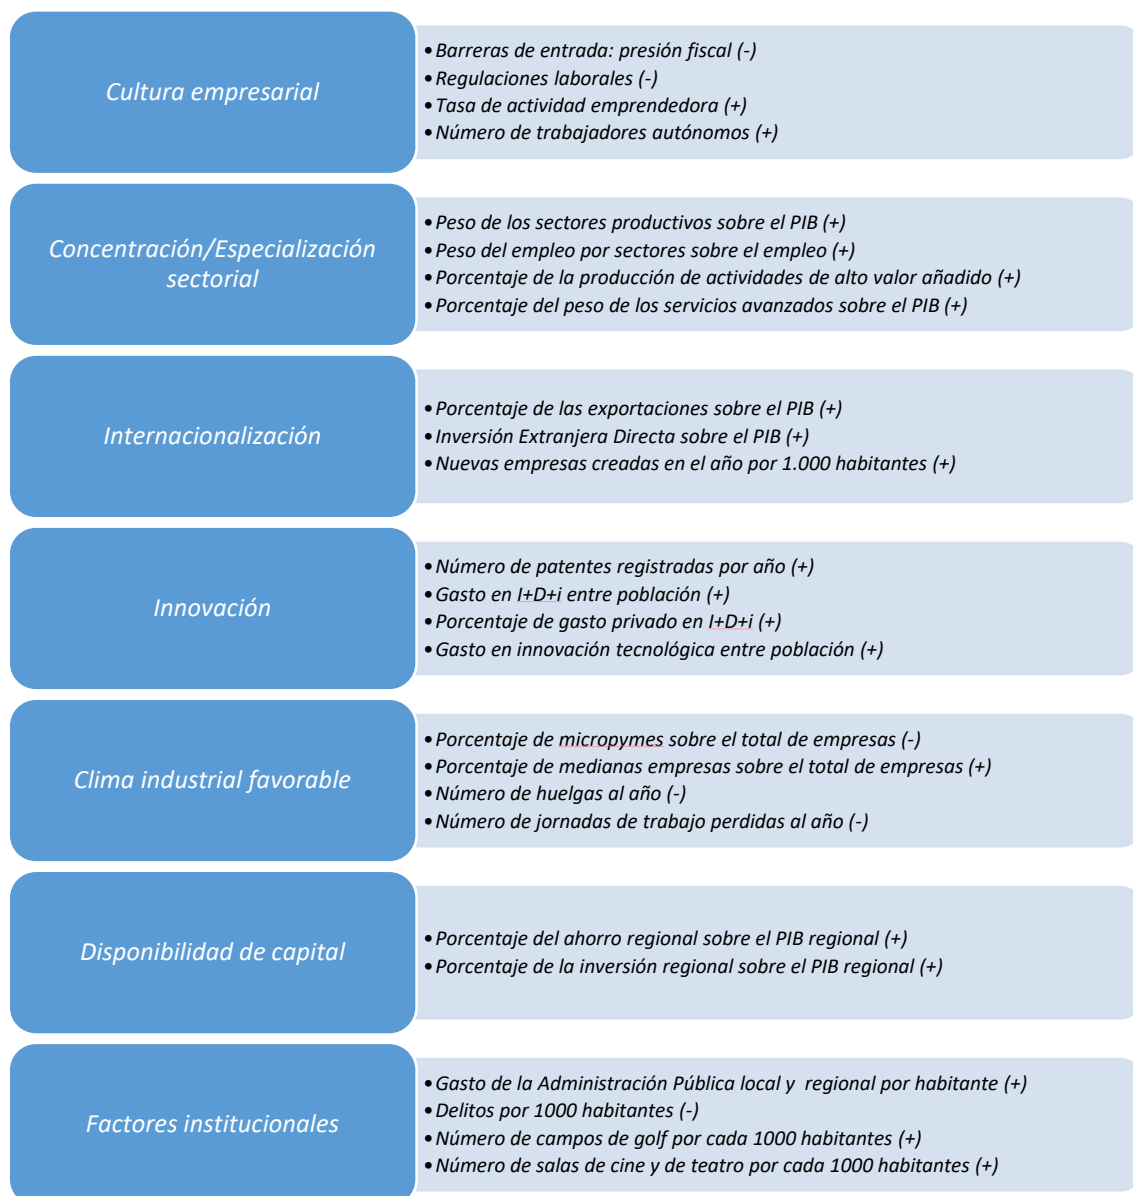 Cultura empresarial
•Barreras de entrada: presión fiscal (-)
•Regulaciones laborales (-)
•Tasa de actividad emprendedora (+)
•Número de trabajadores autónomos (+)
Concentración/Especialización
sectorial
•Peso de los sectores productivos sobre el PIB (+)
•Peso del empleo por sectores sobre el empleo (+)
•Porcentaje de la producción de actividades de alto valor añadido (+)
•Porcentaje del peso de los servicios avanzados sobre el PIB (+)
Internacionalización
•Porcentaje de las exportaciones sobre el PIB (+)
•Inversión Extranjera Directa sobre el PIB (+)
•Nuevas empresas creadas en el año por 1.000 habitantes (+)
Innovación
•Número de patentes registradas por año (+)
•Gasto en I+D+i entre población (+)
•Porcentaje de gasto privado en I+D+i (+)
•Gasto en innovación tecnológica entre población (+)
Clima industrial favorable
•Porcentaje de micropymes sobre el total de empresas (-)
•Porcentaje de medianas empresas sobre el total de empresas (+)
•Número de huelgas al año (-)
•Número de jornadas de trabajo perdidas al año (-)
Disponibilidad de capital
•Porcentaje del ahorro regional sobre el PIB regional (+)
•Porcentaje de la inversión regional sobre el PIB regional (+)
Factores institucionales
•Gasto de la Administración Pública local y  regional por habitante (+)
•Delitos por 1000 habitantes (-)
•Número de campos de golf por cada 1000 habitantes (+)
•Número de salas de cine y de teatro por cada 1000 habitantes (+)